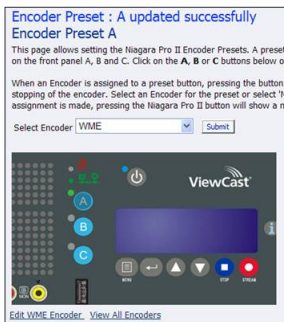 Encoder Preset : A updated successfully
Encoder Preset A
This page allows setting the Niagara Pro II Encoder Presets. A preset
on the front panel A, B and C. Click on the A, B or C buttons below o
When an Encoder is assigned to a preset button, pressing the button
stopping of the encoder. Select an Encoder for the preset or select 'N
assignment is made, pressing the Niagara Pro II button will show a m
Select Encoder WME Submit
ViewCast
A
B
C
MENU STOP STREAM
Edit WME Encoder View All Encoders